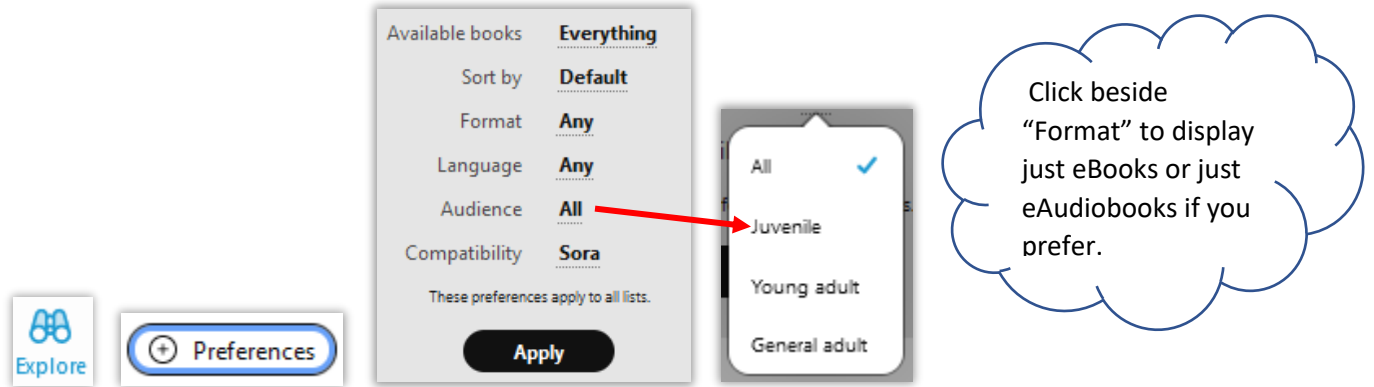 Explore
Preferences
Available books Everything
Sort by Default
Format Any
Language Any
Audience All
Compatibility Sora
These preferences apply to all lists.
Apply
All
Juvenile
Young adult
General adult
Click beside
“Format” to display
just eBooks or just
eAudiobooks if you
prefer.